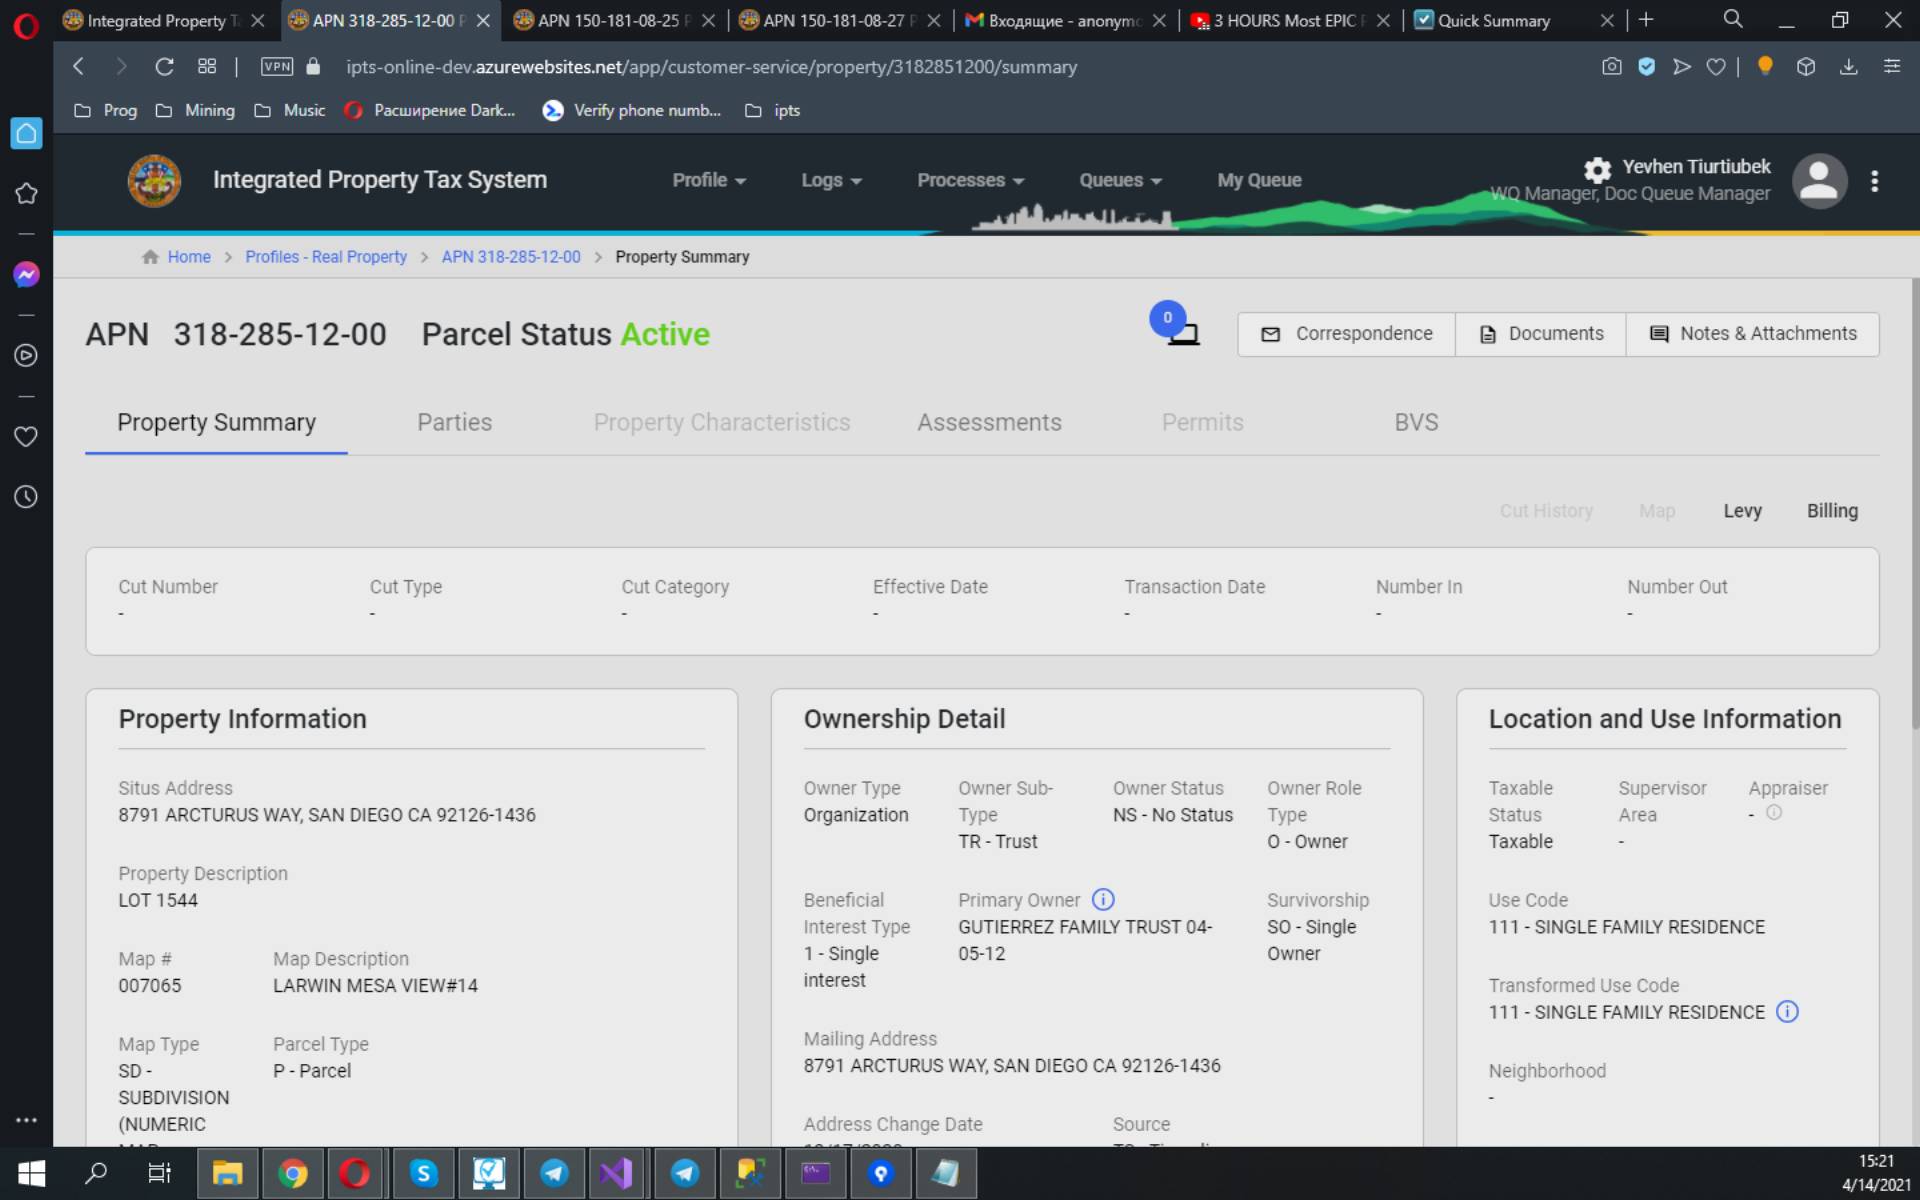 Integrated Property T
APN 318-285-12-00 P
APN 150-181-08-25 P
APN 150-181-08-27 P
Входящие - anonymo
3 HOURS Most EPIC
Quick Summary
VPN
ipts-online-dev.azurewebsites.net/app/customer-service/property/3182851200/summary
Prog
Mining
Music
Расширение Dark...
Verify phone numb...
ipts
Integrated Property Tax System
Profile
Logs
Processes
Queues
My Queue
Yevhen Tiurtiubek
WQ Manager, Doc Queue Manager
Home > Profiles - Real Property > APN 318-285-12-00 > Property Summary
APN 318-285-12-00 Parcel Status Active
0
Correspondence
Documents
Notes & Attachments
Property Summary
Parties
Property Characteristics
Assessments
Permits
BVS
Cut History
Map
Levy
Billing
Cut Number
-
Cut Type
-
Cut Category
-
Effective Date
-
Transaction Date
-
Number In
-
Number Out
-
Property Information
Situs Address
8791 ARCTURUS WAY, SAN DIEGO CA 92126-1436
Property Description
LOT 1544
Map #
007065
Map Description
LARWIN MESA VIEW#14
Map Type
SD -
SUBDIVISION
(NUMERIC
Parcel Type
P - Parcel
Ownership Detail
Owner Type
Organization
Owner Sub-
Type
TR - Trust
Owner Status
NS - No Status
Owner Role
Type
O - Owner
Beneficial
Interest Type
1 - Single
interest
Primary Owner
GUTIERREZ FAMILY TRUST 04-
05-12
Survivorship
SO - Single
Owner
Mailing Address
8791 ARCTURUS WAY, SAN DIEGO CA 92126-1436
Address Change Date
Source
Location and Use Information
Taxable
Status
Taxable
Supervisor
Area
-
Appraiser
-
Use Code
111 - SINGLE FAMILY RESIDENCE
Transformed Use Code
111 - SINGLE FAMILY RESIDENCE
Neighborhood
-
15:21
4/14/2021